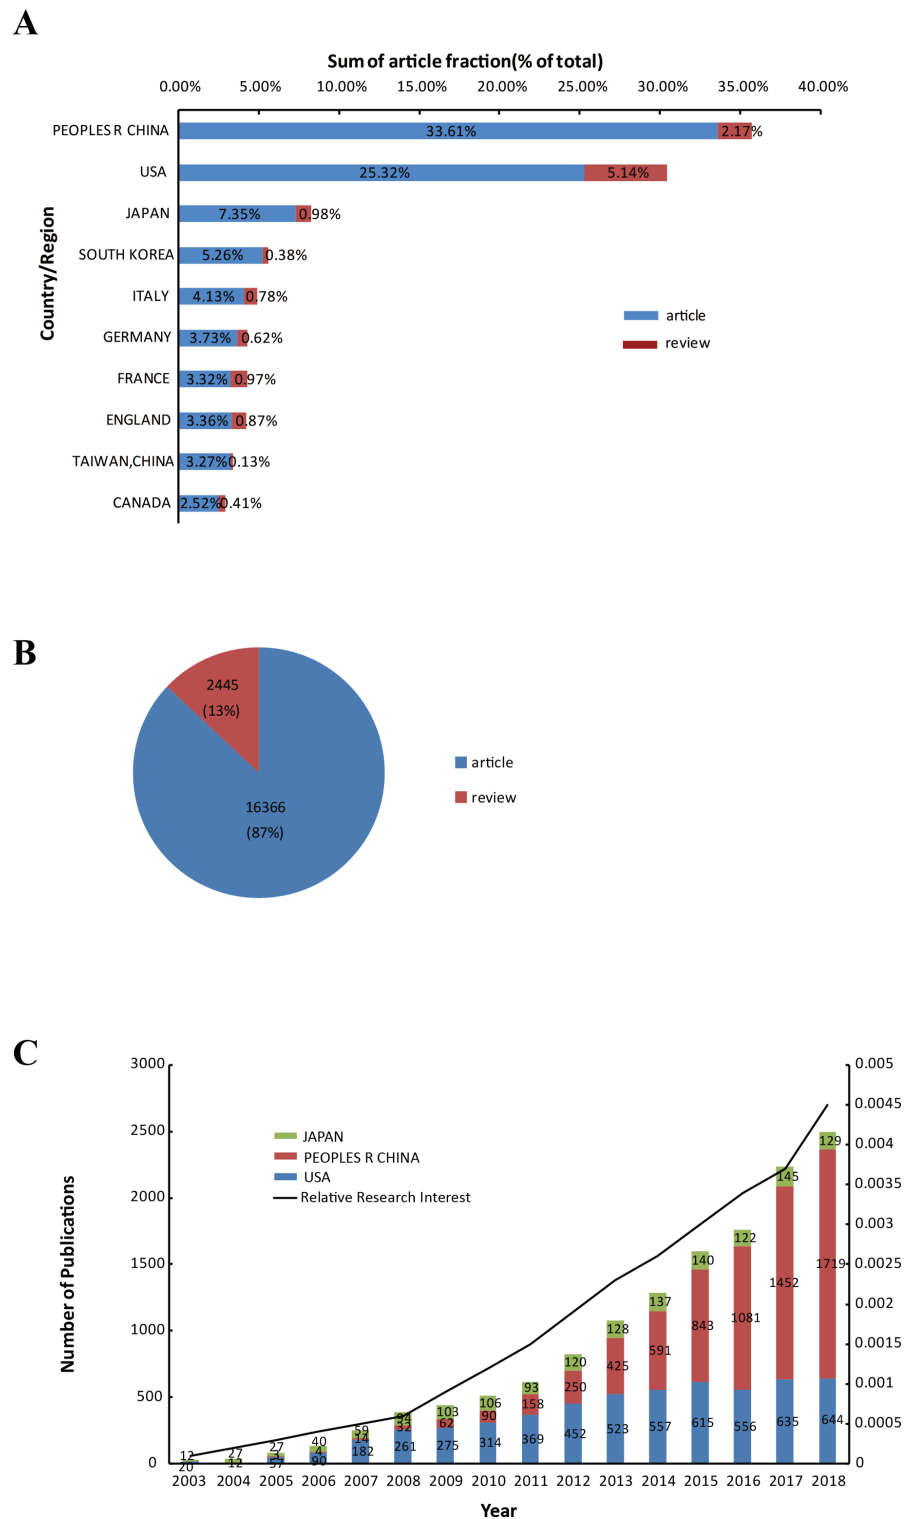 A
Sum of article fraction(% of total)
0.00% 5.00% 10.00% 15.00% 20.00% 25.00% 30.00% 35.00% 40.00%
Country/Region
PEOPLES R CHINA 33.61% 2.17%
USA 25.32% 5.14%
JAPAN 7.35% 0.98%
SOUTH KOREA 5.26% 0.38%
ITALY 4.13% 0.78%
GERMANY 3.73% 0.62%
FRANCE 3.32% 0.97%
ENGLAND 3.36% 0.87%
TAIWAN,CHINA 3.27% 0.13%
CANADA 2.52% 0.41%
article
review
B
2445
(13%)
16366
(87%)
article
review
C
Number of Publications
3000
2500
2000
1500
1000
500
0
0.005
0.0045
0.004
0.0035
0.003
0.0025
0.002
0.0015
0.001
0.0005
0
JAPAN
PEOPLES R CHINA
USA
Relative Research Interest
12 27 27 40 59 94 103 106 93 120 128 137 140 122 145 129
3 4 14 32 62 90 158 250 425 591 843 1081 1452 1719
20 12 57 90 182 261 275 314 369 452 523 557 615 556 635 644
2003 2004 2005 2006 2007 2008 2009 2010 2011 2012 2013 2014 2015 2016 2017 2018
Year